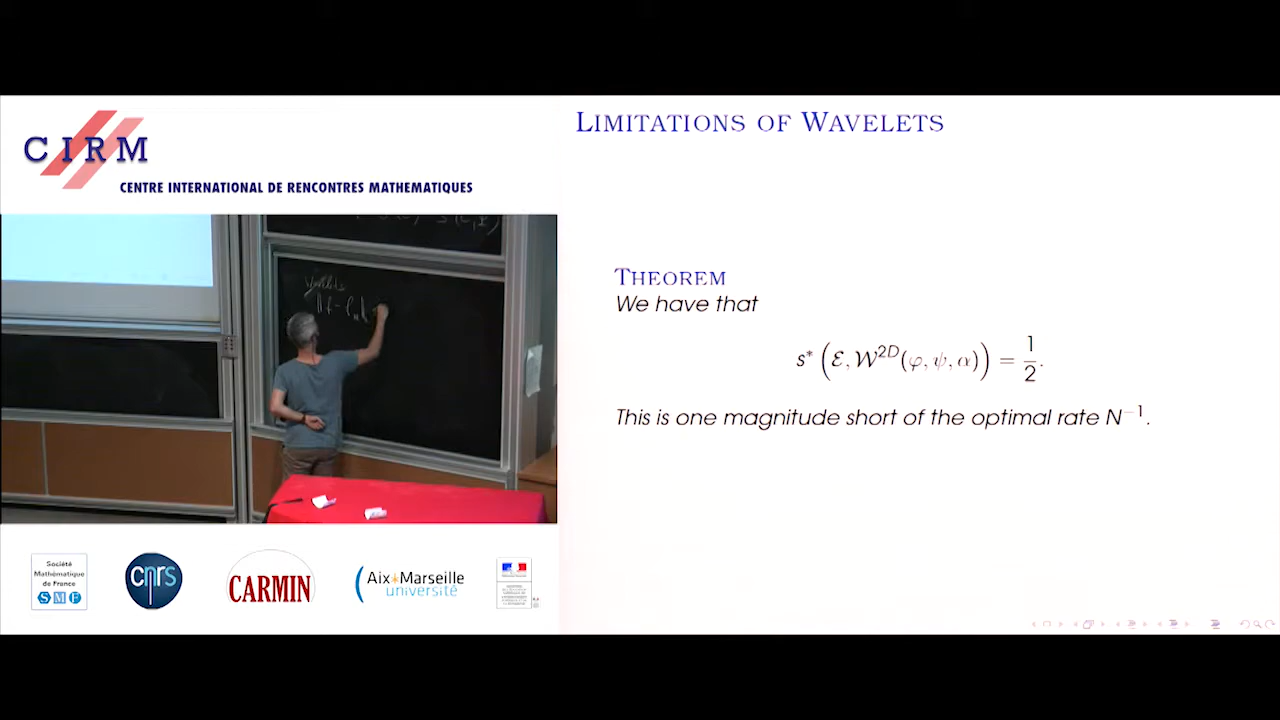 CIRM
CENTRE INTERNATIONAL DE RENCONTRES MATHEMATIQUES
Société
Mathématique
de France
SMF
cnrs
CARMIN
Aix*Marseille
université
LIMITATIONS OF WAVELETS
THEOREM
We have that
s* (ℰ, 𝒲²ᴰ(φ, ψ, α)) = 1/2.
This is one magnitude short of the optimal rate N⁻¹.